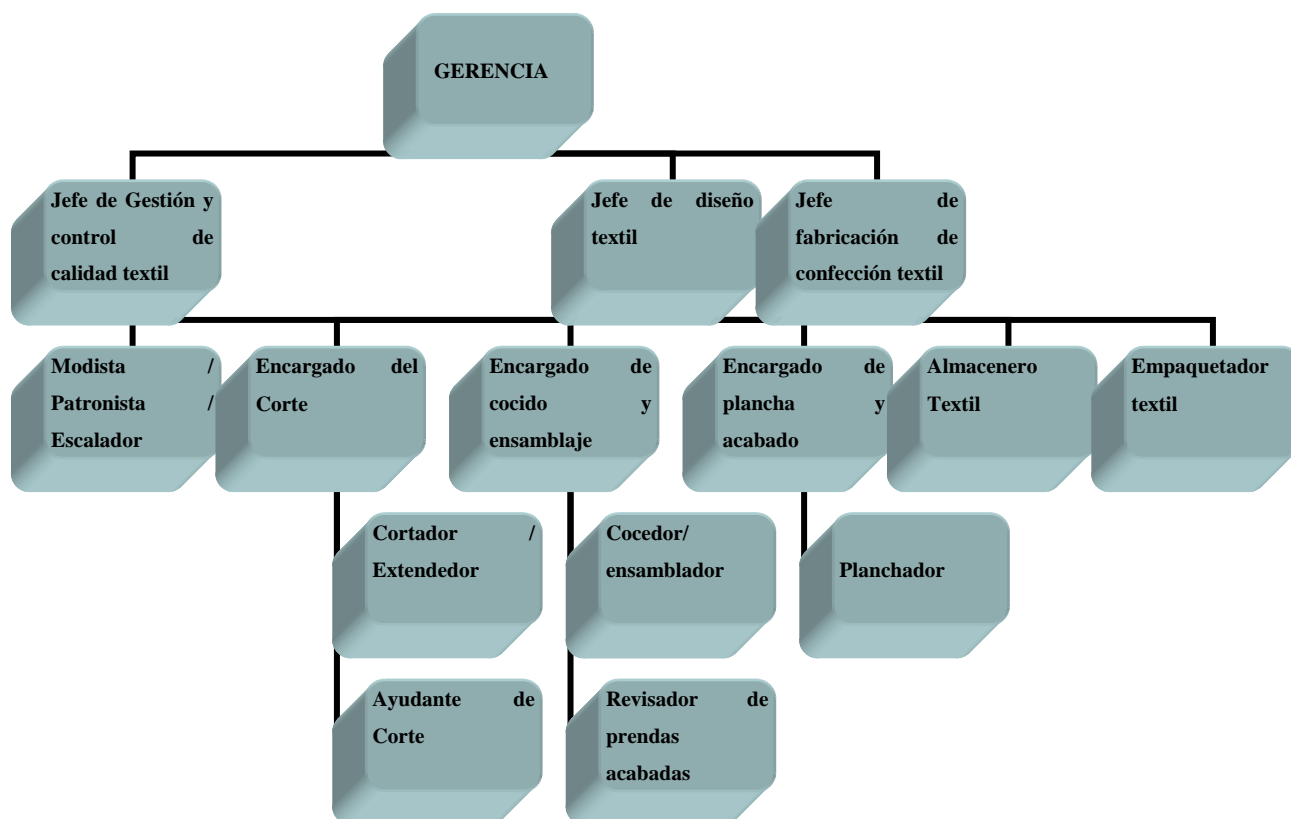 GERENCIA
Jefe de Gestión y
control de
calidad textil
Jefe de diseño
textil
Jefe de
fabricación de
confección textil
Modista /
Patronista /
Escalador
Encargado del
Corte
Encargado de
cocido y
ensamblaje
Encargado de
plancha y
acabado
Almacenero
Textil
Empaquetador
textil
Cortador /
Extendedor
Cocedor/
ensamblador
Planchador
Ayudante de
Corte
Revisador de
prendas
acabadas